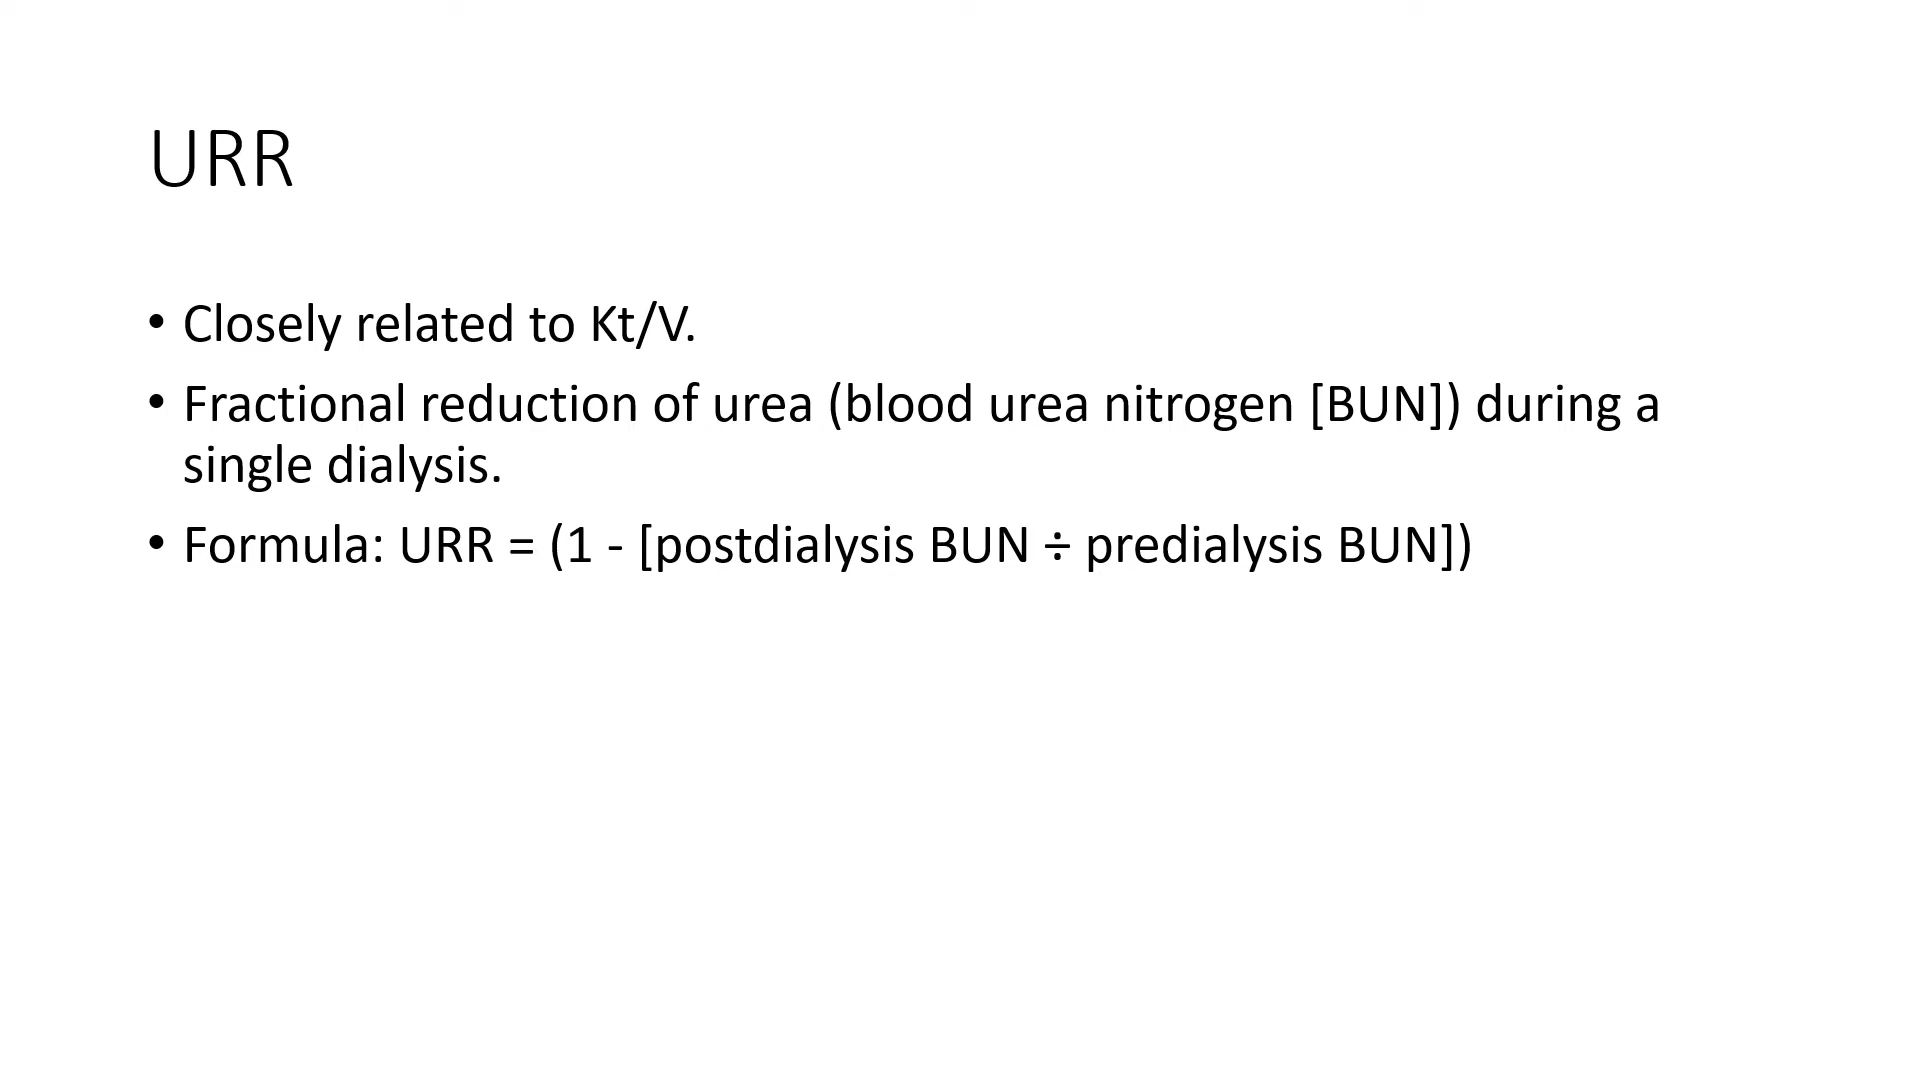 URR
• Closely related to Kt/V.
• Fractional reduction of urea (blood urea nitrogen [BUN]) during a
single dialysis.
• Formula: URR = (1 - [postdialysis BUN ÷ predialysis BUN])